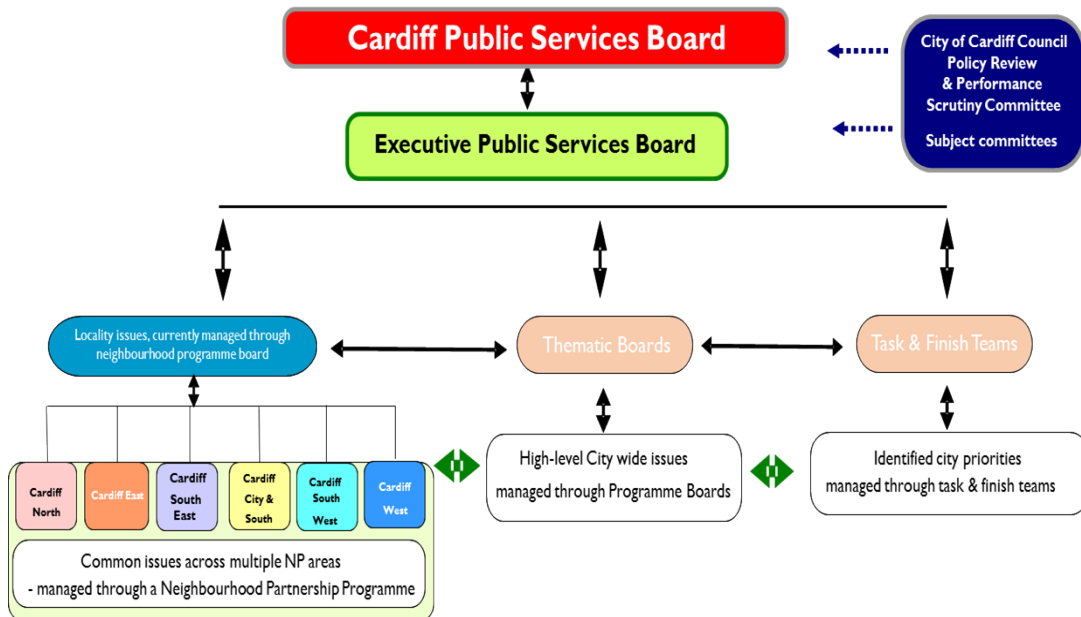 Cardiff Public Services Board
City of Cardiff Council
Policy Review
& Performance
Scrutiny Committee
Subject committees
Executive Public Services Board
Locality issues, currently managed through
neighbourhood programme board
Thematic Boards
Task & Finish Teams
Cardiff
North
Cardiff East
Cardiff
South
East
Cardiff
City &
South
Cardiff
South
West
Cardiff
West
Common issues across multiple NP areas
- managed through a Neighbourhood Partnership Programme
High-level City wide issues
managed through Programme Boards
Identified city priorities
managed through task & finish teams